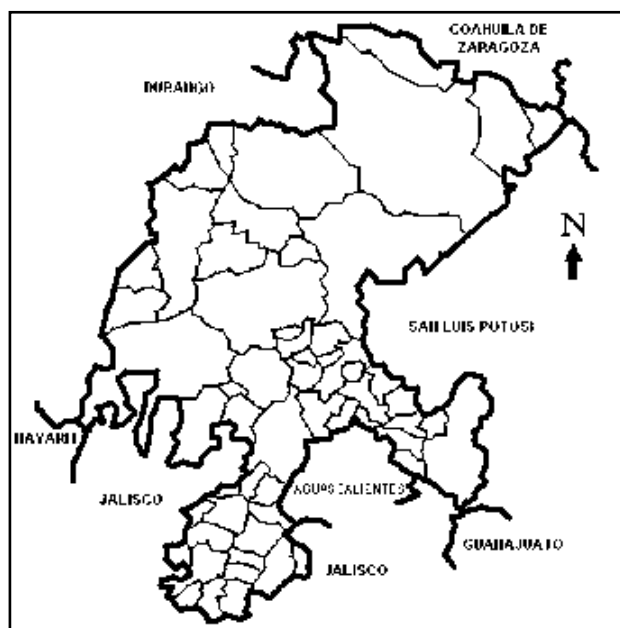 COAHUILA DE
ZARAGOZA
DURANGO
N
SAN LUIS POTOSI
NAYARIT
JALISCO
AGUASCALIENTES
JALISCO
GUANAJUATO